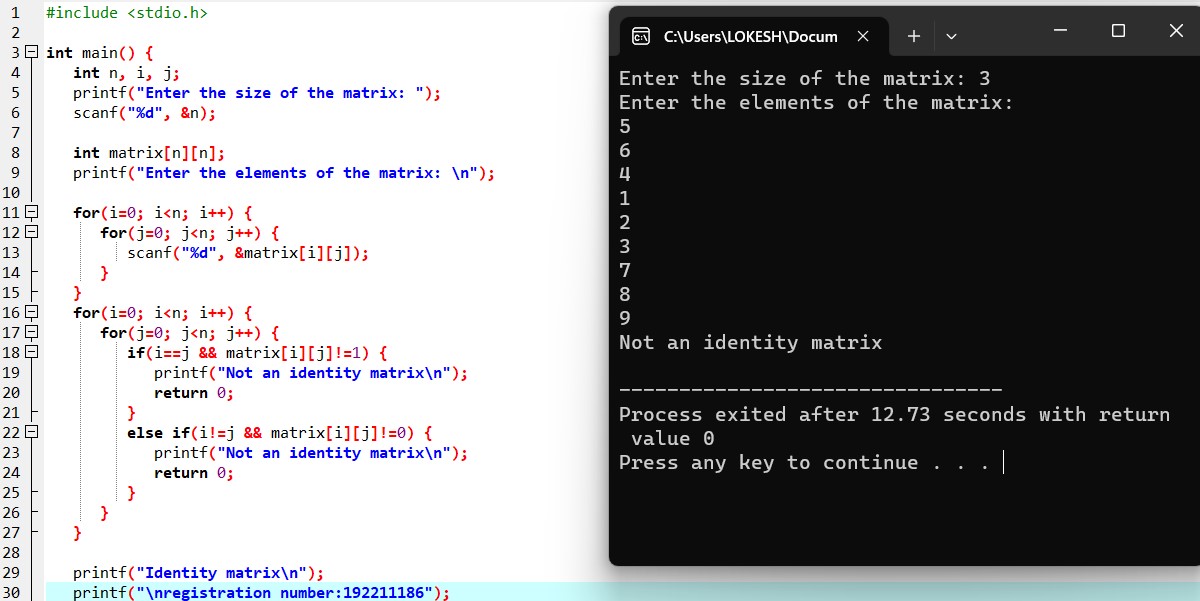 1 #include <stdio.h>
2
3 int main() {
4 int n, i, j;
5 printf("Enter the size of the matrix: ");
6 scanf("%d", &n);
7
8 int matrix[n][n];
9 printf("Enter the elements of the matrix: \n");
10
11 for(i=0; i<n; i++) {
12 for(j=0; j<n; j++) {
13 scanf("%d", &matrix[i][j]);
14 }
15 }
16 for(i=0; i<n; i++) {
17 for(j=0; j<n; j++) {
18 if(i==j && matrix[i][j]!=1) {
19 printf("Not an identity matrix\n");
20 return 0;
21 }
22 else if(i!=j && matrix[i][j]!=0) {
23 printf("Not an identity matrix\n");
24 return 0;
25 }
26 }
27 }
28
29 printf("Identity matrix\n");
30 printf("\nregistration number:192211186");
C:\Users\LOKESH\Docum
Enter the size of the matrix: 3
Enter the elements of the matrix:
5
6
4
1
2
3
7
8
9
Not an identity matrix
--------------------------------
Process exited after 12.73 seconds with return
value 0
Press any key to continue . . .